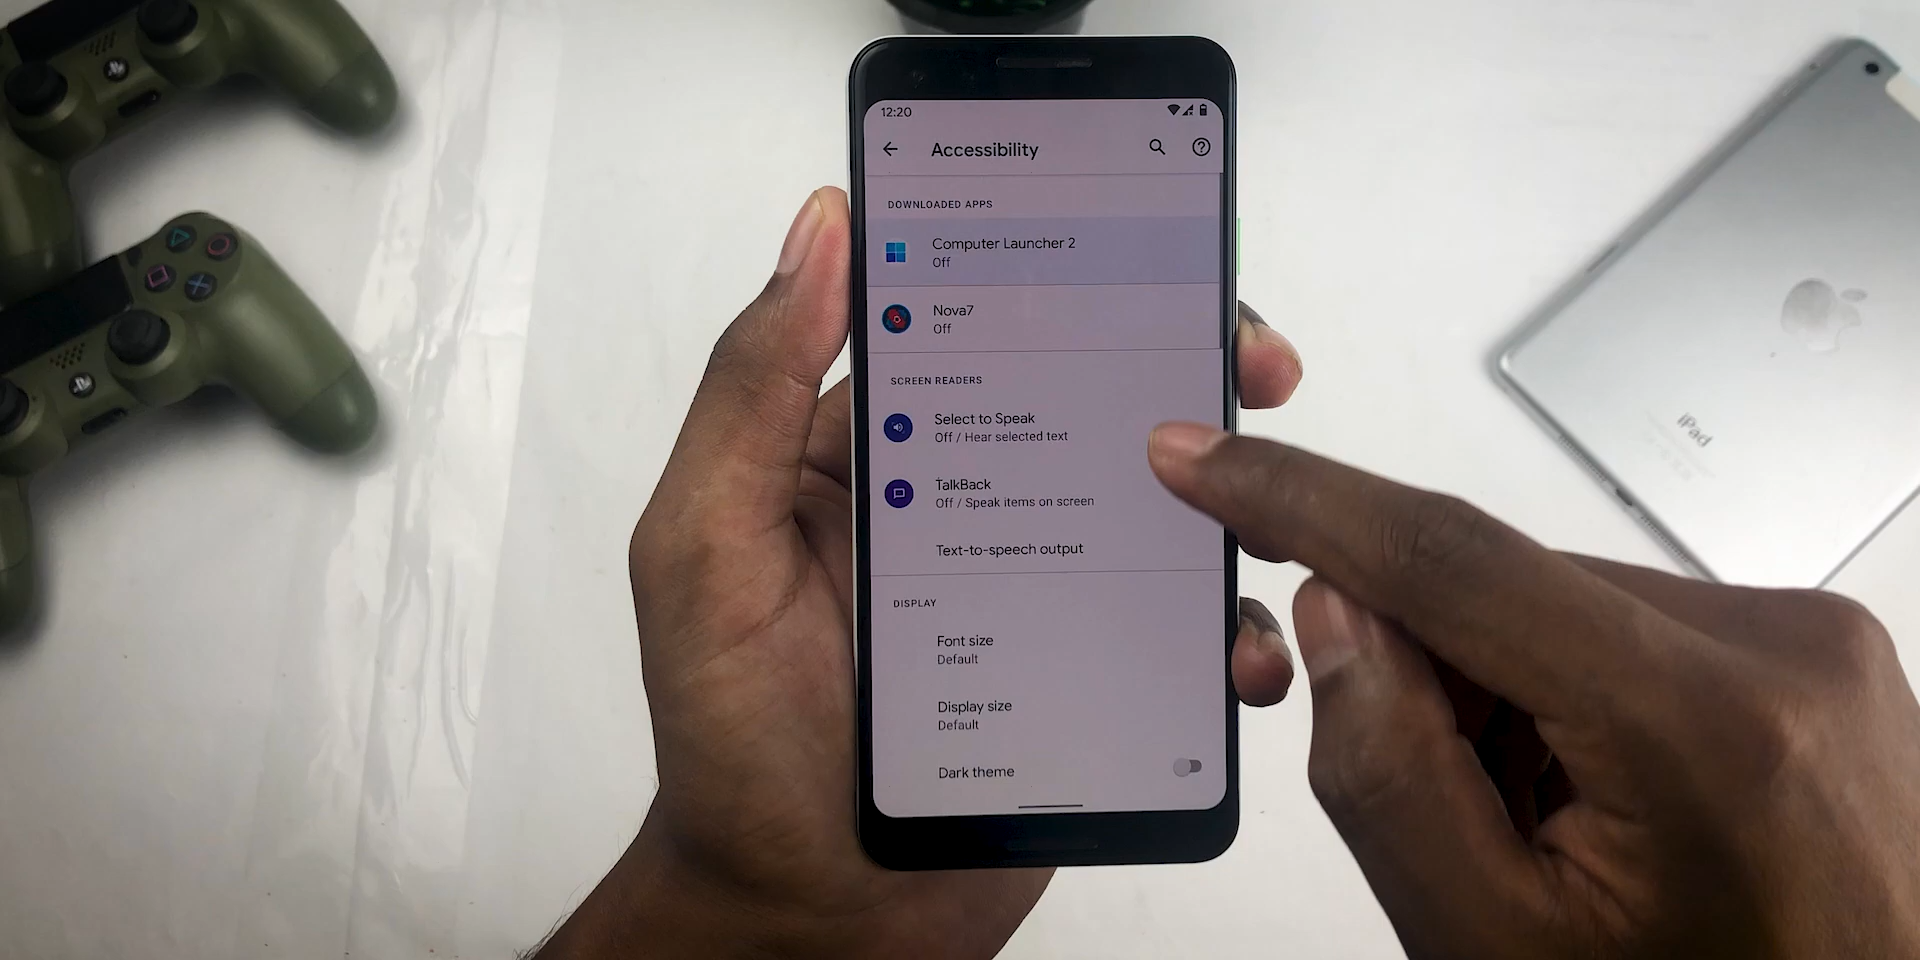 12:20
Accessibility
DOWNLOADED APPS
Computer Launcher 2
Off
Nova7
Off
SCREEN READERS
Select to Speak
Off / Hear selected text
TalkBack
Off / Speak items on screen
Text-to-speech output
DISPLAY
Font size
Default
Display size
Default
Dark theme
iPad